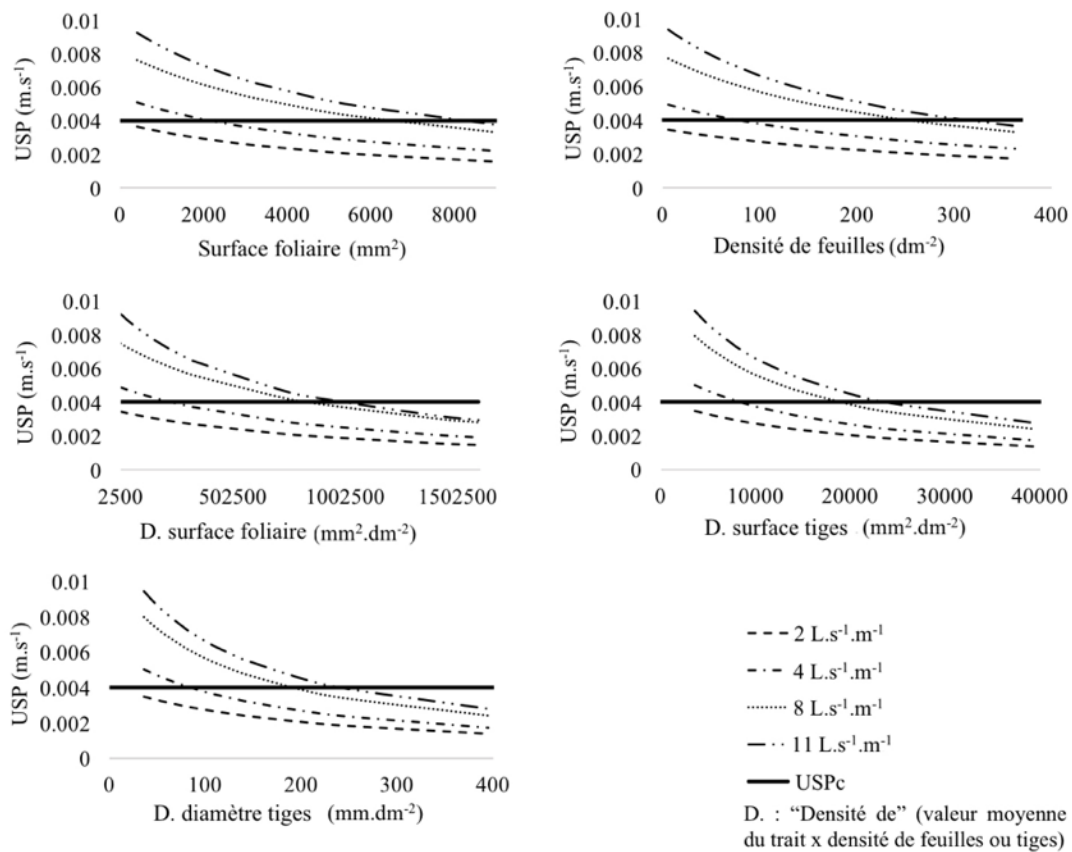 0.01
0.008
0.006
0.004
0.002
0
USP (m.s-1)
0 2000 4000 6000 8000
Surface foliaire (mm2)
0.01
0.008
0.006
0.004
0.002
0
USP (m.s-1)
0 100 200 300 400
Densité de feuilles (dm-2)
0.01
0.008
0.006
0.004
0.002
0
USP (m.s-1)
2500 502500 1002500 1502500
D. surface foliaire (mm2.dm-2)
0.01
0.008
0.006
0.004
0.002
0
USP (m.s-1)
0 10000 20000 30000 40000
D. surface tiges (mm2.dm-2)
0.01
0.008
0.006
0.004
0.002
0
USP (m.s-1)
0 100 200 300 400
D. diamètre tiges (mm.dm-2)
2 L.s-1.m-1
4 L.s-1.m-1
8 L.s-1.m-1
11 L.s-1.m-1
USPc
D. : “Densité de” (valeur moyenne
du trait x densité de feuilles ou tiges)